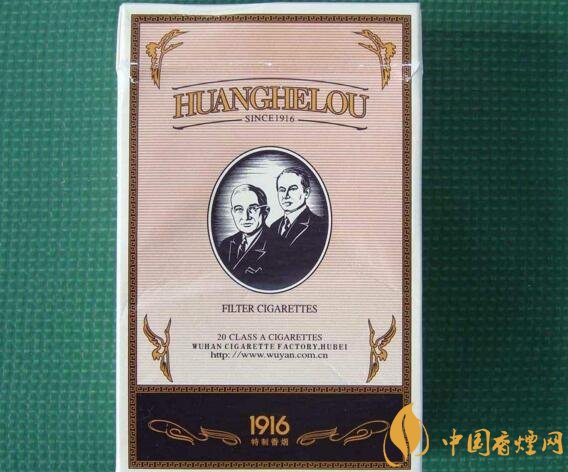 HUANGHELOU
SINCE1916
FILTER CIGARETTES
20 CLASS A CIGARETTES
WUHAN CIGARETTE FACTORY,HUBEI
http: //www.wuyan.com.cn
1916
特制香烟
中国香烟网